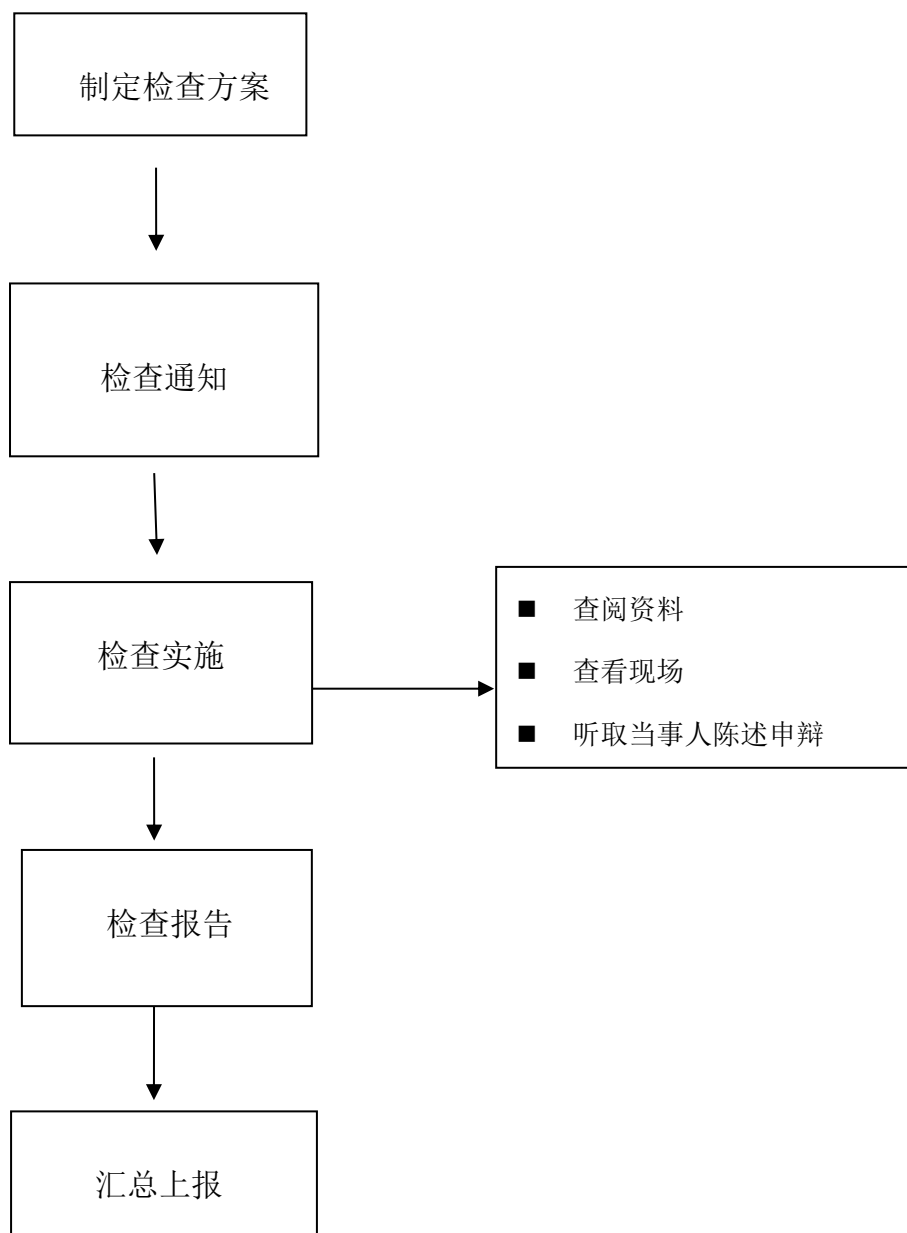 制定检查方案
检查通知
检查实施
■ 查阅资料
■ 查看现场
■ 听取当事人陈述申辩
检查报告
汇总上报